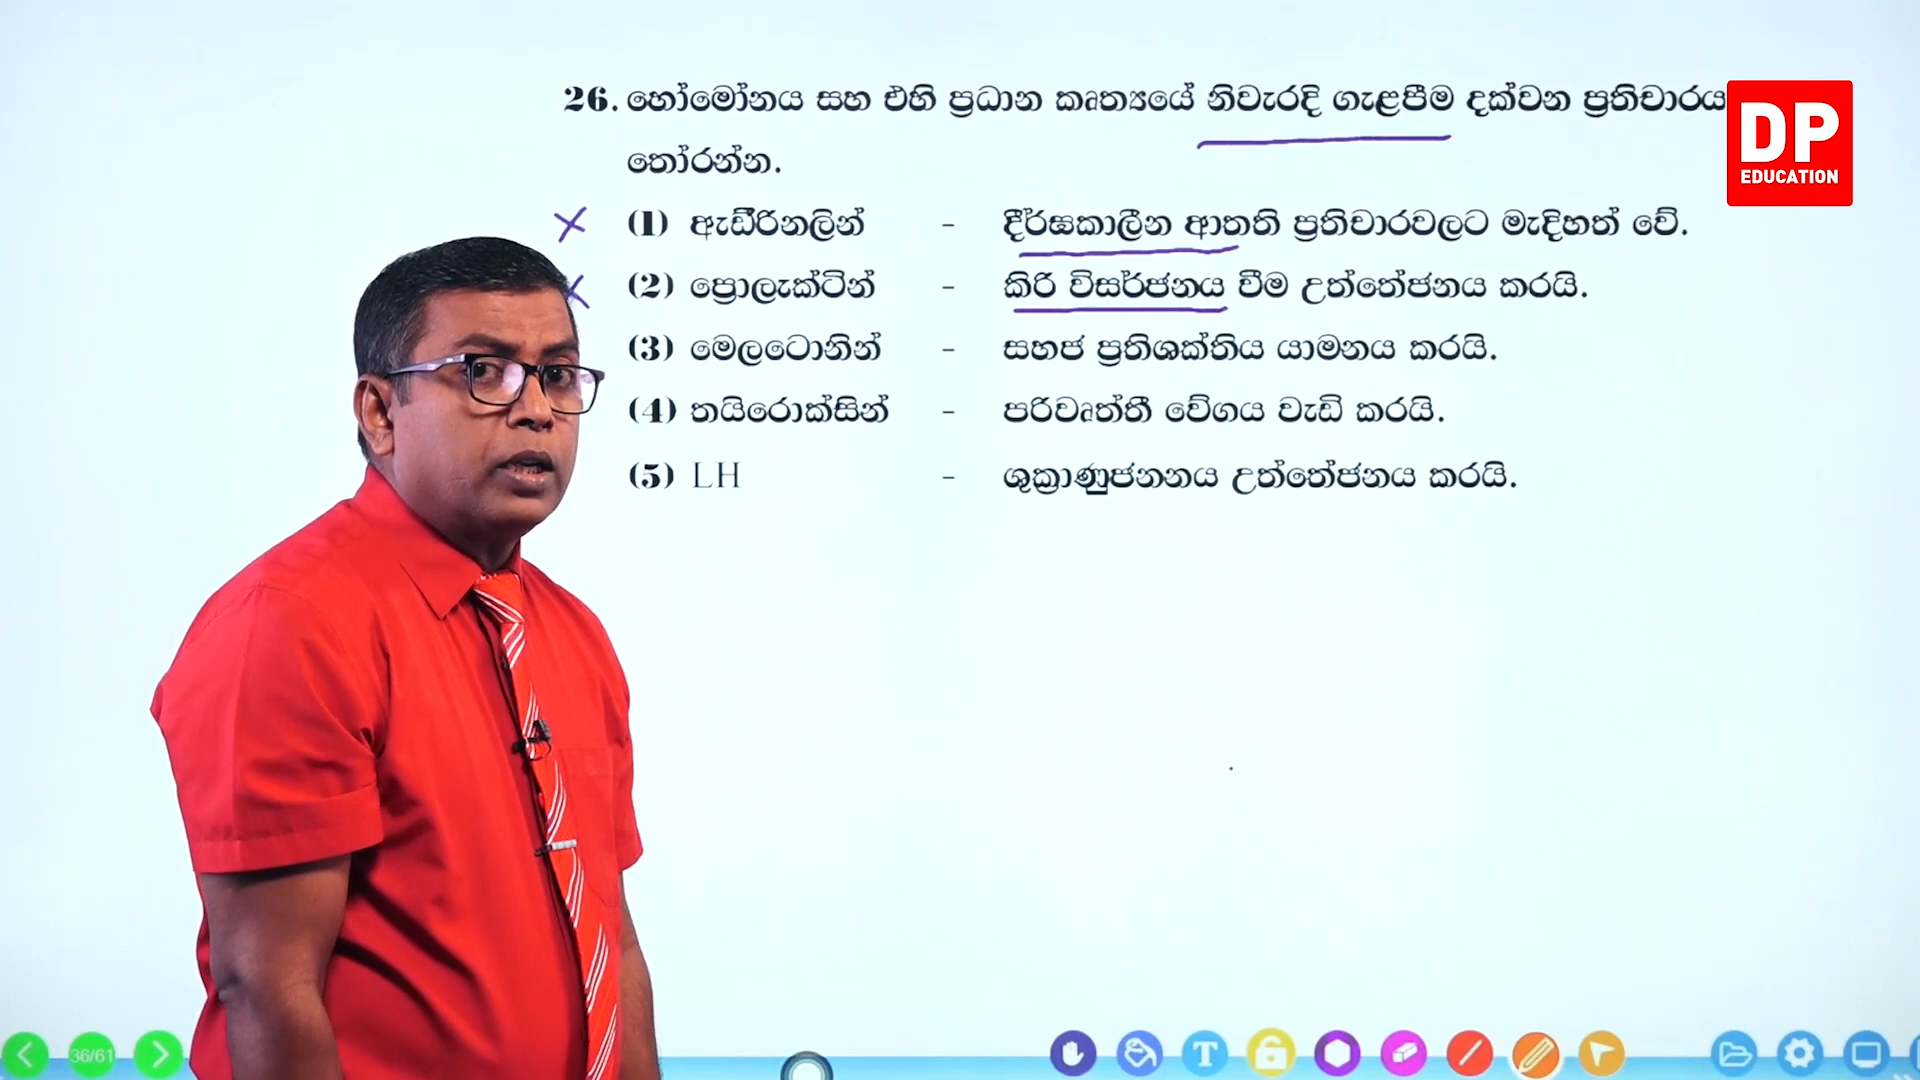 26. හෝමෝනය සහ එහි ප්‍රධාන කෘත්‍යයේ නිවැරදි ගැළපීම දක්වන ප්‍රතිචාරය
තෝරන්න.
(1) ඇඩ්රිනලින් - දීර්ඝකාලීන ආතති ප්‍රතිචාරවලට මැදිහත් වේ.
(2) ප්‍රොලැක්ටින් - කිරි විසර්ජනය වීම උත්තේජනය කරයි.
(3) මෙලටොනින් - සහජ ප්‍රතිශක්තිය යාමනය කරයි.
(4) තයිරොක්සින් - පරිවෘත්තී වේගය වැඩි කරයි.
(5) LH - ශුක්‍රාණුජනනය උත්තේජනය කරයි.
DP
EDUCATION
36/61
T